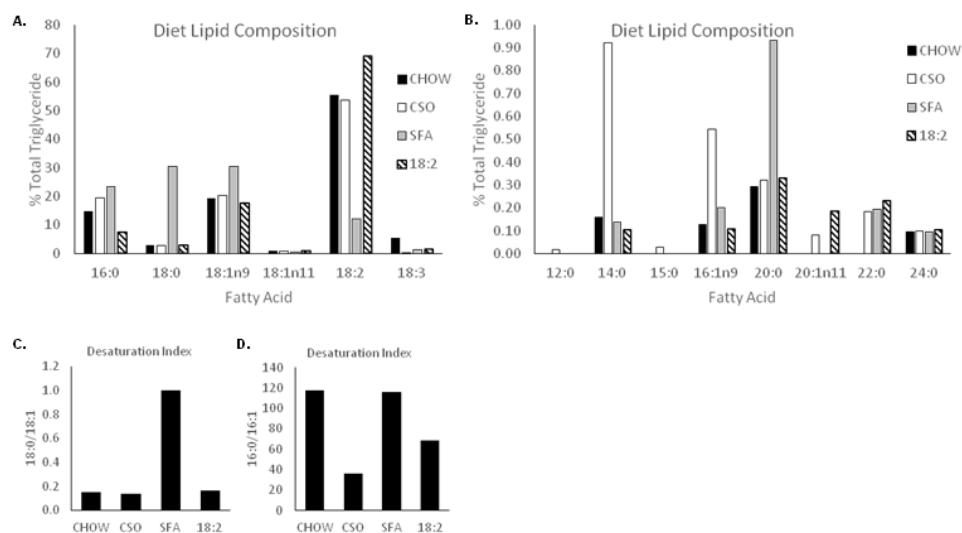 A.
Diet Lipid Composition
% Total Triglyceride
80
70
60
50
40
30
20
10
0
16:0 18:0 18:1n9 18:1n11 18:2 18:3
Fatty Acid
CHOW
CSO
SFA
18:2
B.
Diet Lipid Composition
% Total Triglyceride
1.00
0.90
0.80
0.70
0.60
0.50
0.40
0.30
0.20
0.10
0.00
12:0 14:0 15:0 16:1n9 20:0 20:1n11 22:0 24:0
Fatty Acid
CHOW
CSO
SFA
18:2
C.
Desaturation Index
18:0/18:1
1.2
1.0
0.8
0.6
0.4
0.2
0.0
CHOW CSO SFA 18:2
D.
Desaturation Index
16:0/16:1
140
120
100
80
60
40
20
0
CHOW CSO SFA 18:2